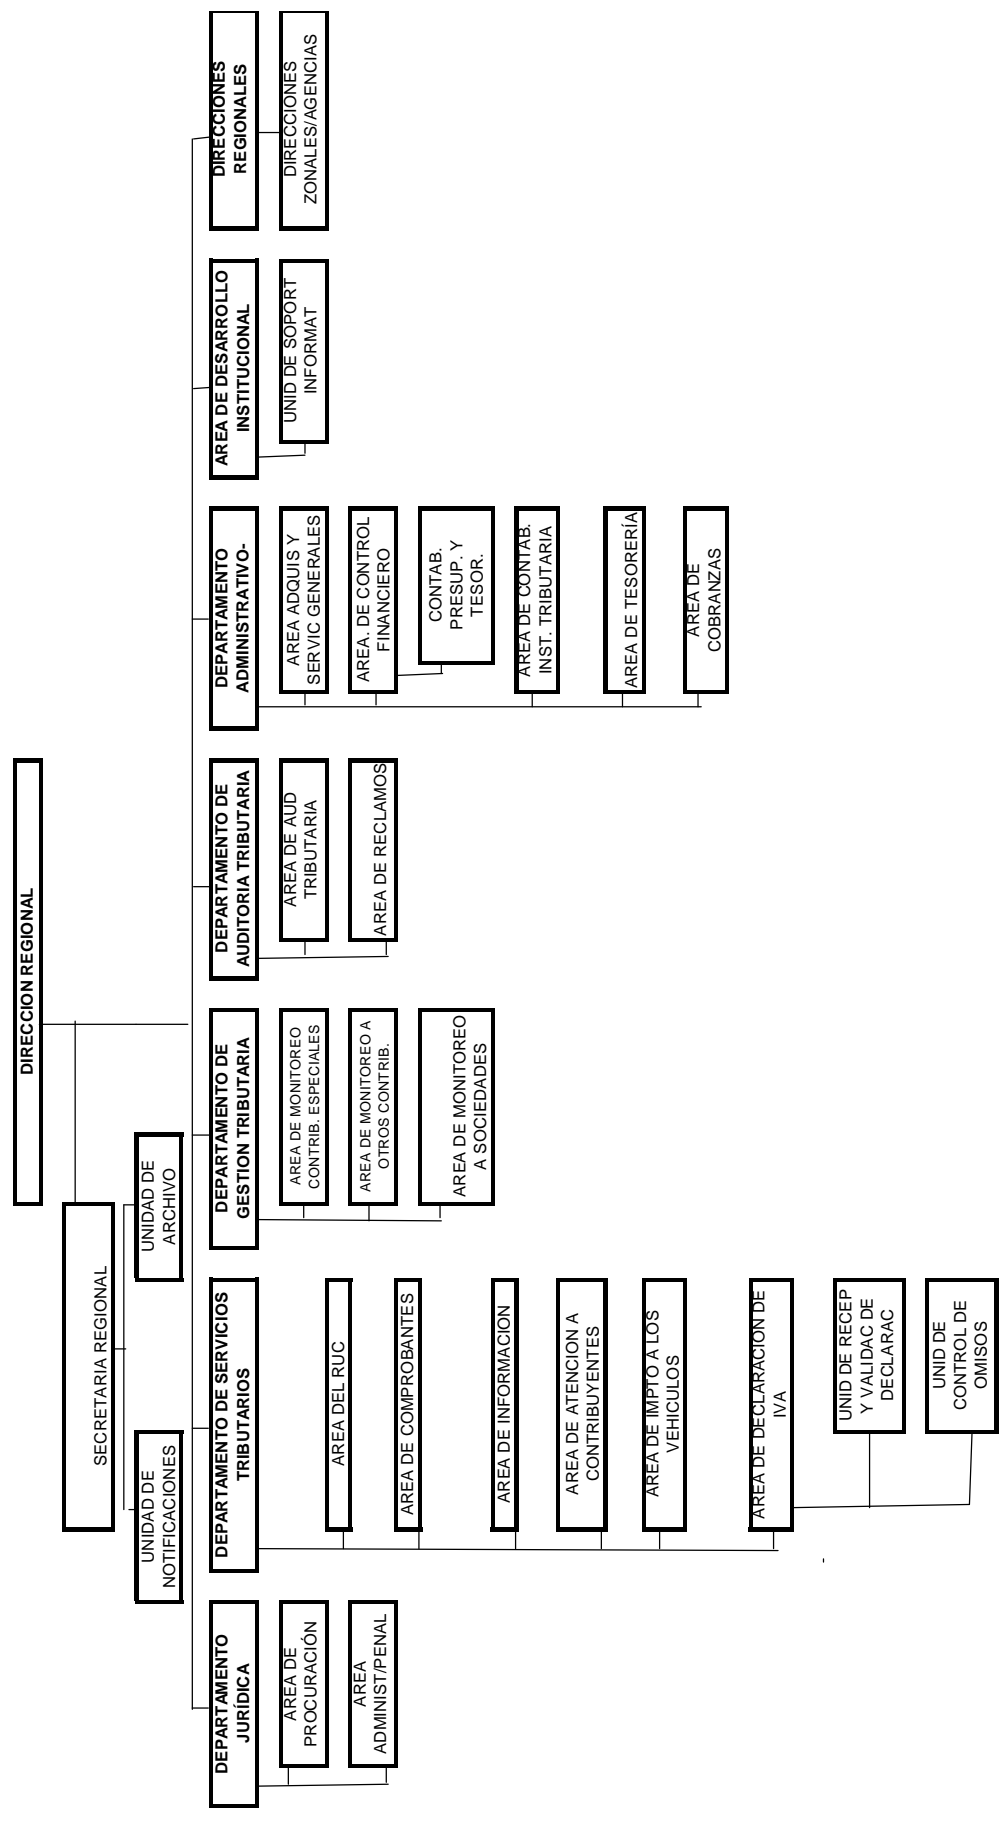 DIRECCION REGIONAL
SECRETARIA REGIONAL
UNIDAD DE
NOTIFICACIONES
UNIDAD DE
ARCHIVO
DEPARTAMENTO
JURÍDICA
AREA DE
PROCURACIÓN
AREA
ADMINIST/PENAL
DEPARTAMENTO DE SERVICIOS
TRIBUTARIOS
AREA DEL RUC
AREA DE COMPROBANTES
AREA DE INFORMACION
AREA DE ATENCION A
CONTRIBUYENTES
AREA DE IMPTO A LOS
VEHICULOS
AREA DE DECLARACION DE
IVA
UNID DE RECEP
Y VALIDAC DE
DECLARAC
UNID DE
CONTROL DE
OMISOS
DEPARTAMENTO DE
GESTION TRIBUTARIA
AREA DE MONITOREO
CONTRIB. ESPECIALES
AREA DE MONITOREO A
OTROS CONTRIB.
AREA DE MONITOREO
A SOCIEDADES
DEPARTAMENTO DE
AUDITORIA TRIBUTARIA
AREA DE AUD
TRIBUTARIA
AREA DE RECLAMOS
DEPARTAMENTO
ADMINISTRATIVO-
AREA ADQUIS Y
SERVIC GENERALES
AREA. DE CONTROL
FINANCIERO
CONTAB.
PRESUP. Y
TESOR.
AREA DE CONTAB.
INST. TRIBUTARIA
AREA DE TESORERÍA
AREA DE
COBRANZAS
AREA DE DESARROLLO
INSTITUCIONAL
UNID DE SOPORT
INFORMAT
DIRECCIONES
REGIONALES
DIRECCIONES
ZONALES/AGENCIAS